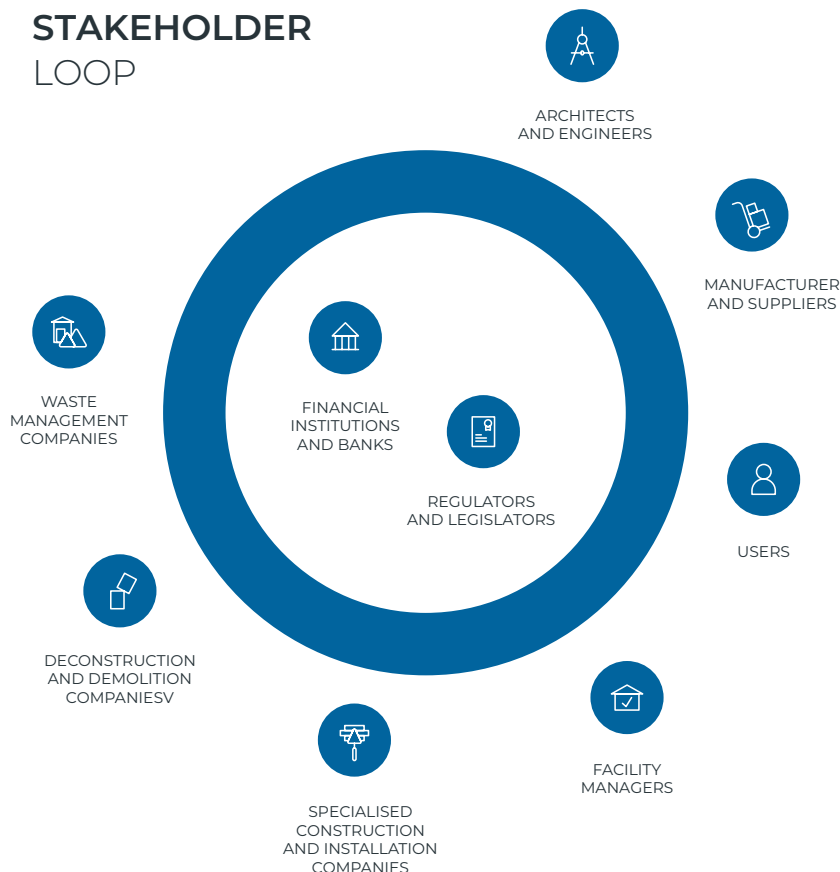 STAKEHOLDER
LOOP
ARCHITECTS
AND ENGINEERS
MANUFACTURER
AND SUPPLIERS
WASTE
MANAGEMENT
COMPANIES
FINANCIAL
INSTITUTIONS
AND BANKS
REGULATORS
AND LEGISLATORS
USERS
DECONSTRUCTION
AND DEMOLITION
COMPANIESV
FACILITY
MANAGERS
SPECIALISED
CONSTRUCTION
AND INSTALLATION
COMPANIES